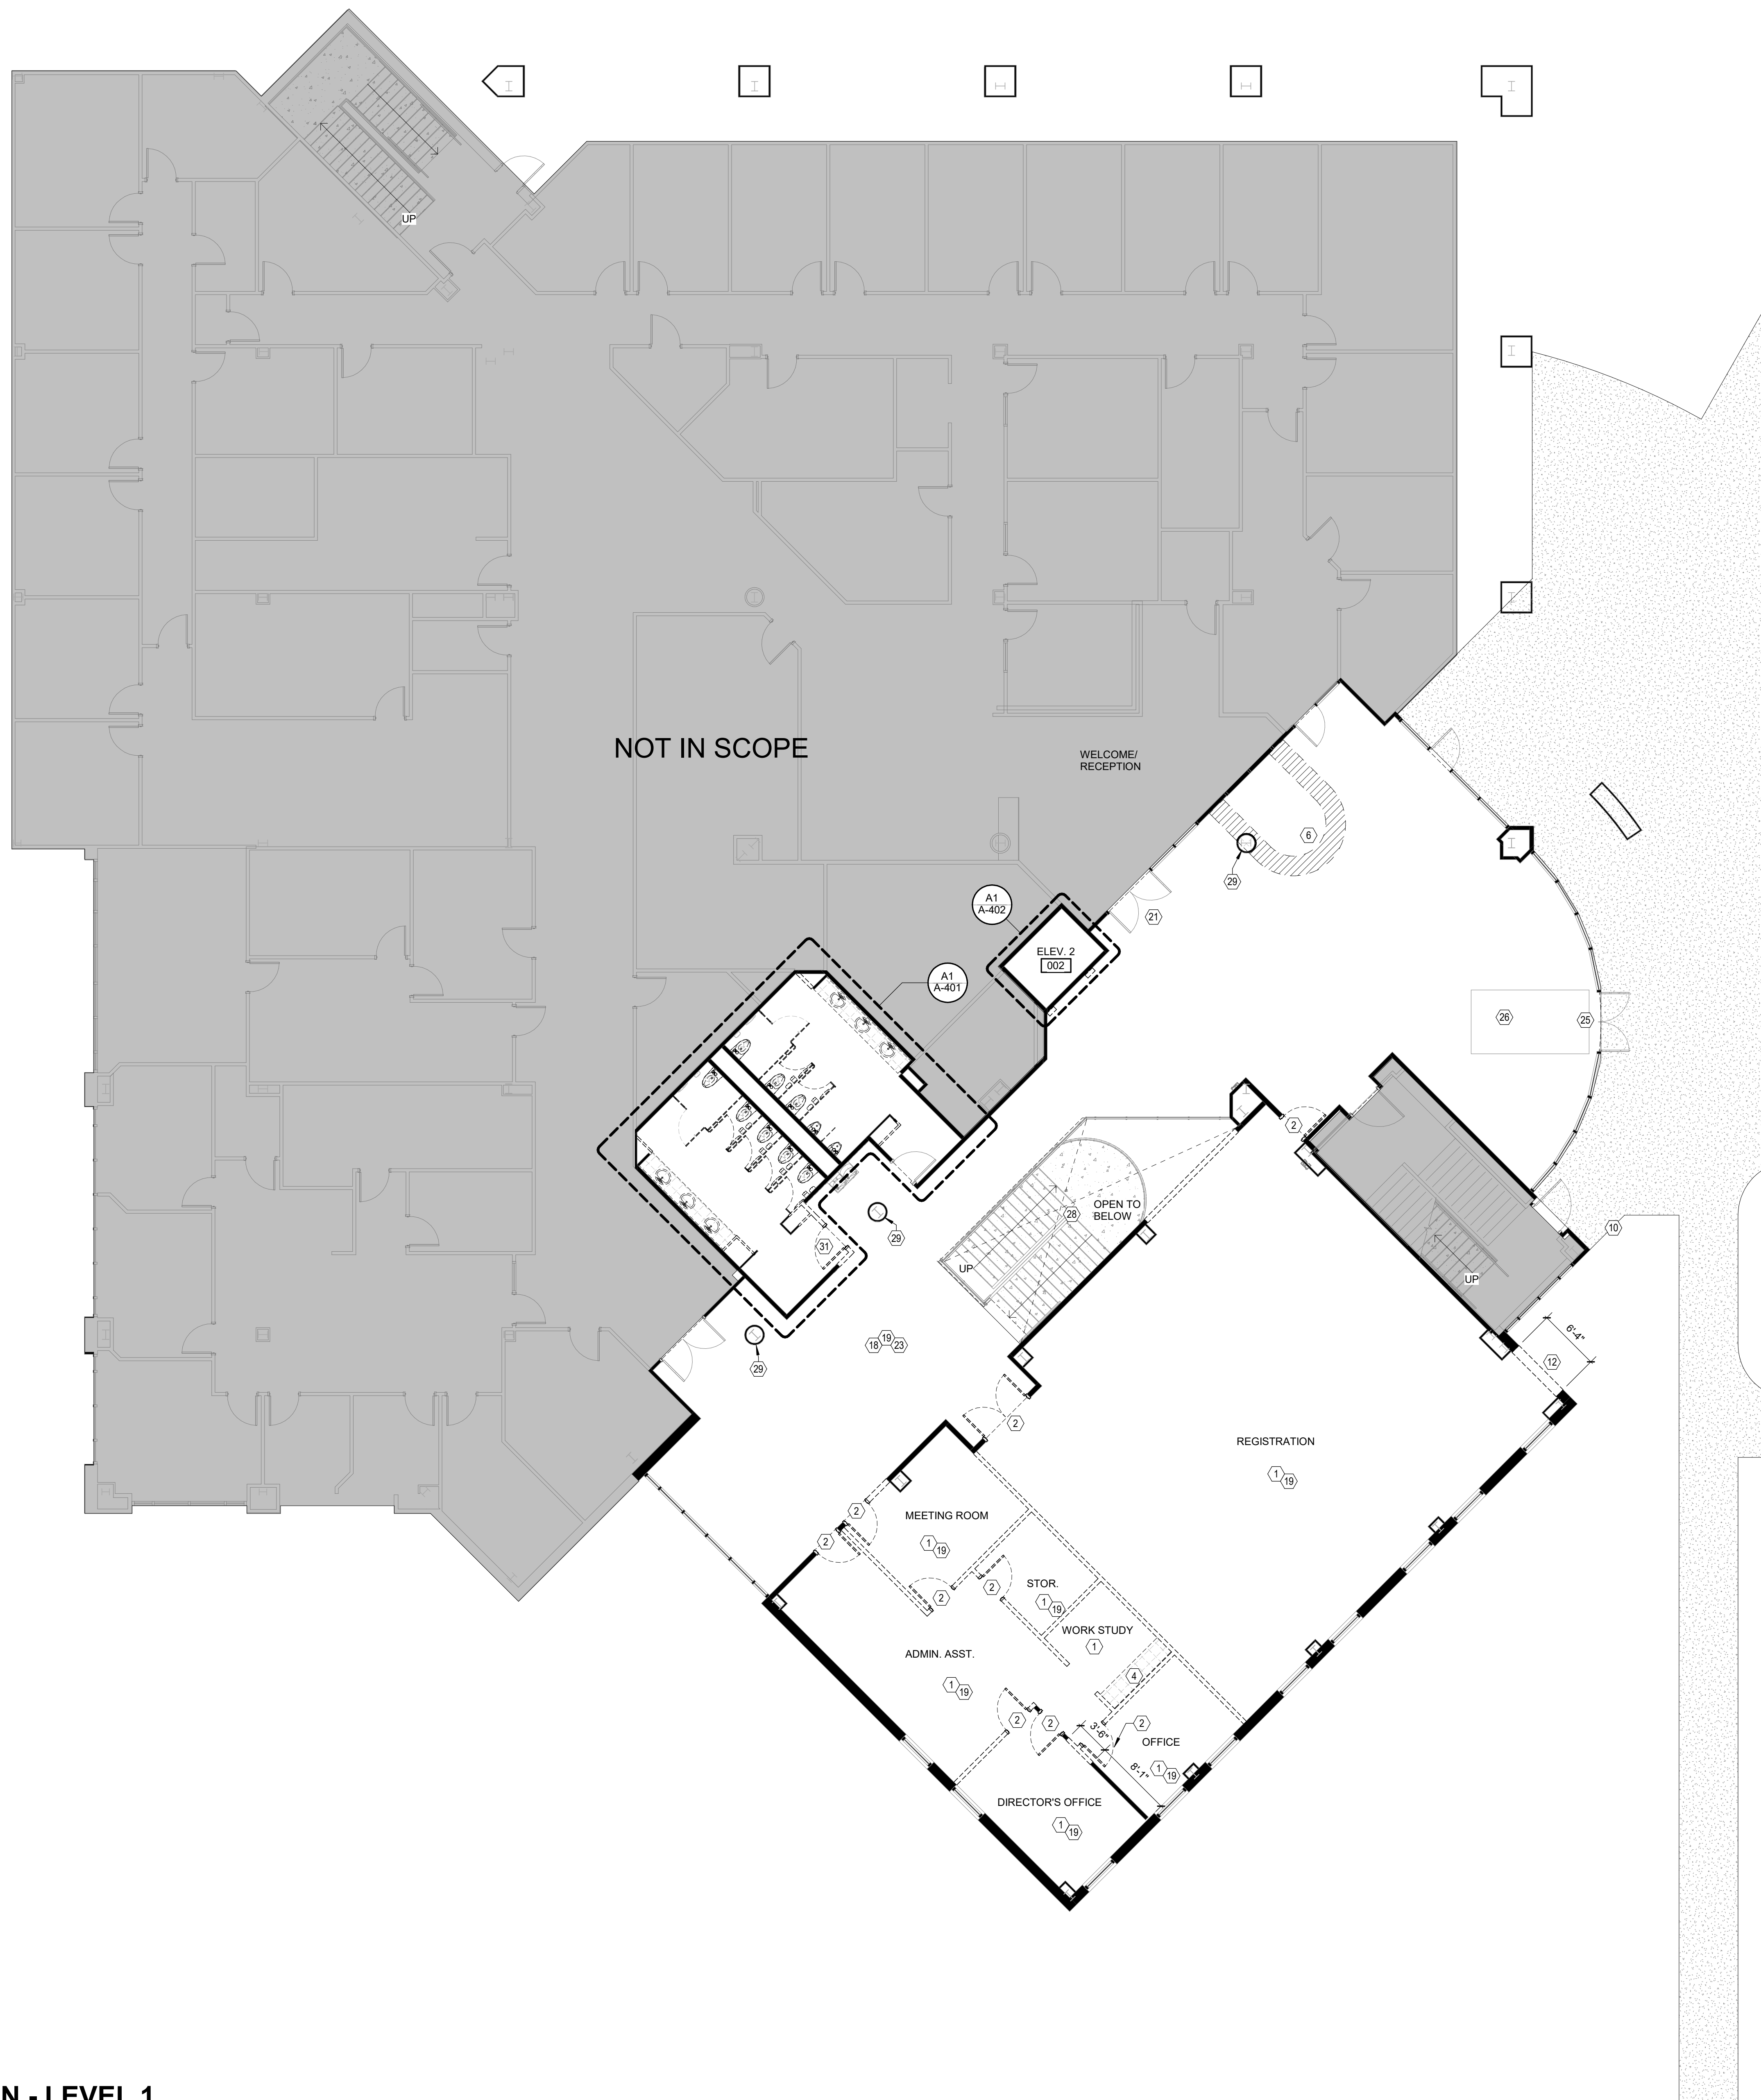 UP
NOT IN SCOPE
WELCOME/
RECEPTION
6
29
A1
A-402
21
ELEV. 2
002
A1
A-401
26
25
2
OPEN TO
BELOW
28
10
29
31
UP
UP
6'-4"
19
18
23
12
29
2
REGISTRATION
1
19
2
MEETING ROOM
2
1
19
2
STOR.
2
1
19
WORK STUDY
1
ADMIN. ASST.
4
1
19
2
2
3'-6"
2
OFFICE
8'-1"
1
19
DIRECTOR'S OFFICE
1
19
N - LEVEL 1